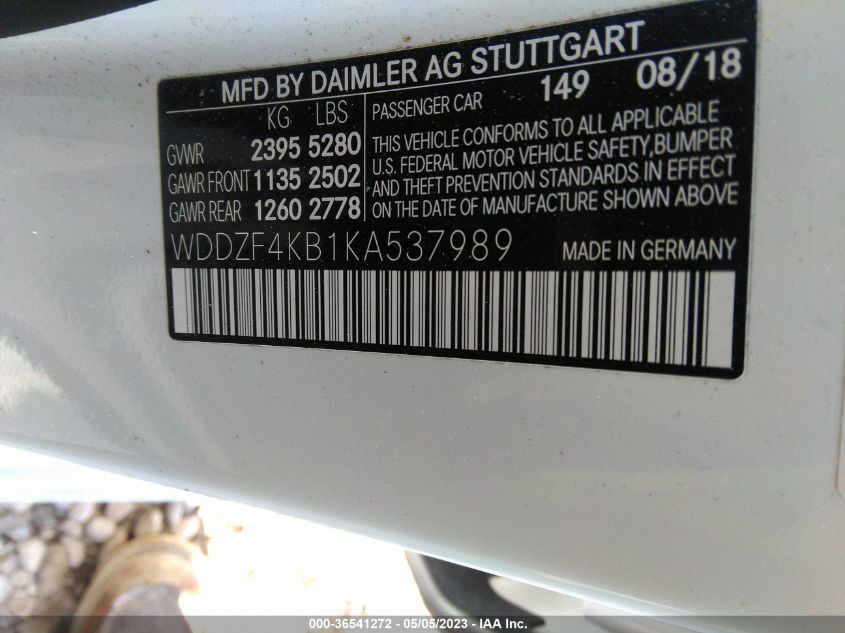 MFD BY DAIMLER AG STUTTGART
KG LBS
GVWR 2395 5280
GAWR FRONT 1135 2502
GAWR REAR 1260 2778
PASSENGER CAR 149 08/18
THIS VEHICLE CONFORMS TO ALL APPLICABLE
U.S. FEDERAL MOTOR VEHICLE SAFETY, BUMPER
AND THEFT PREVENTION STANDARDS IN EFFECT
ON THE DATE OF MANUFACTURE SHOWN ABOVE
WDDZF4KB1KA537989 MADE IN GERMANY
000-36541272 - 05/05/2023 - IAA Inc.